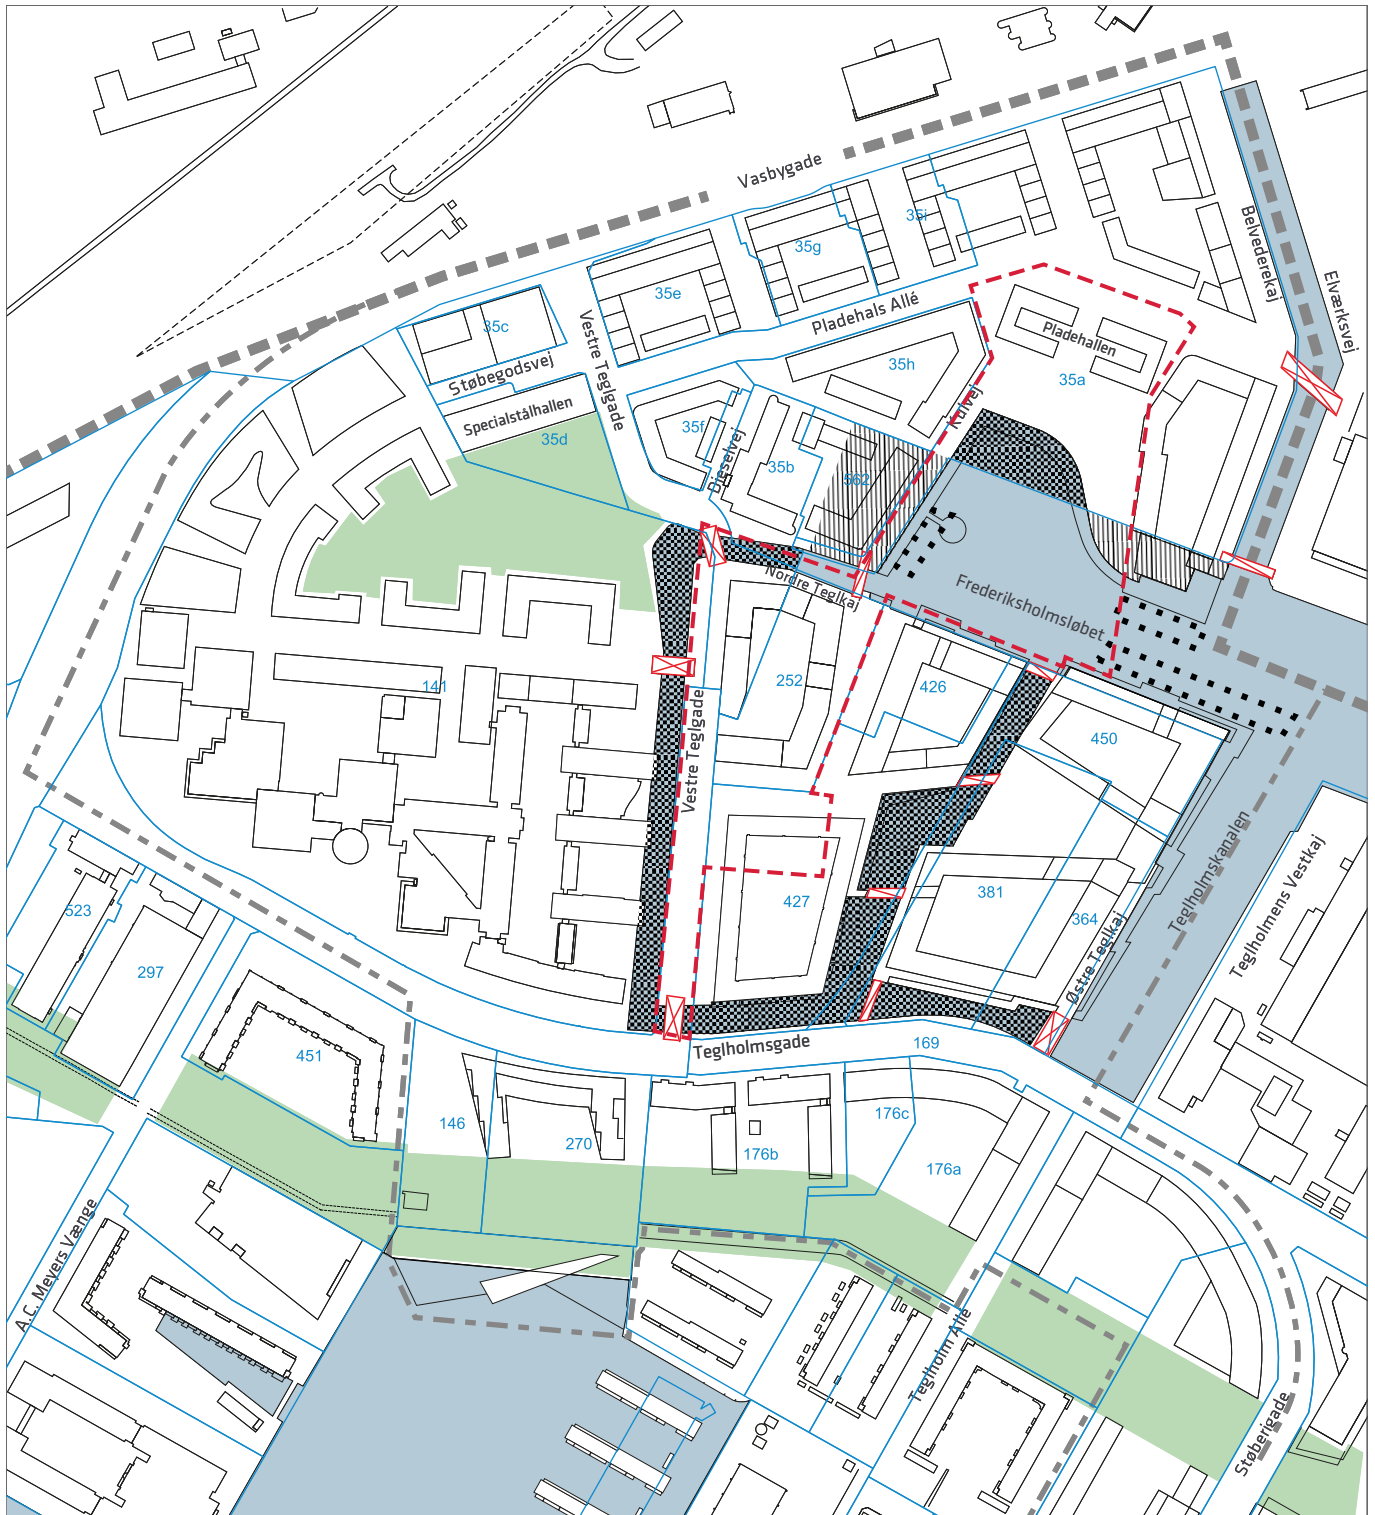 Vasbygade
Belvederekaj
Elværksvej
35i
35g
35e
Pladehals Allé
35c
Vestre Teglgade
Pladehallen
Støbegodsvej
35h
35a
Specialstålhallen
Kulvej
35f
35d
Dieselvej
35b
562
Nordre Teglkaj
Frederiksholmsløbet
141
252
426
450
Vestre Teglgade
Teglholmskanalen
Teglholmens Vestkaj
381
427
364
523
Østre Teglkaj
297
451
Teglholmsgade
169
146
270
176b
176c
176a
A.C. Meyers Vænge
Teglholm Allé
Støberigade